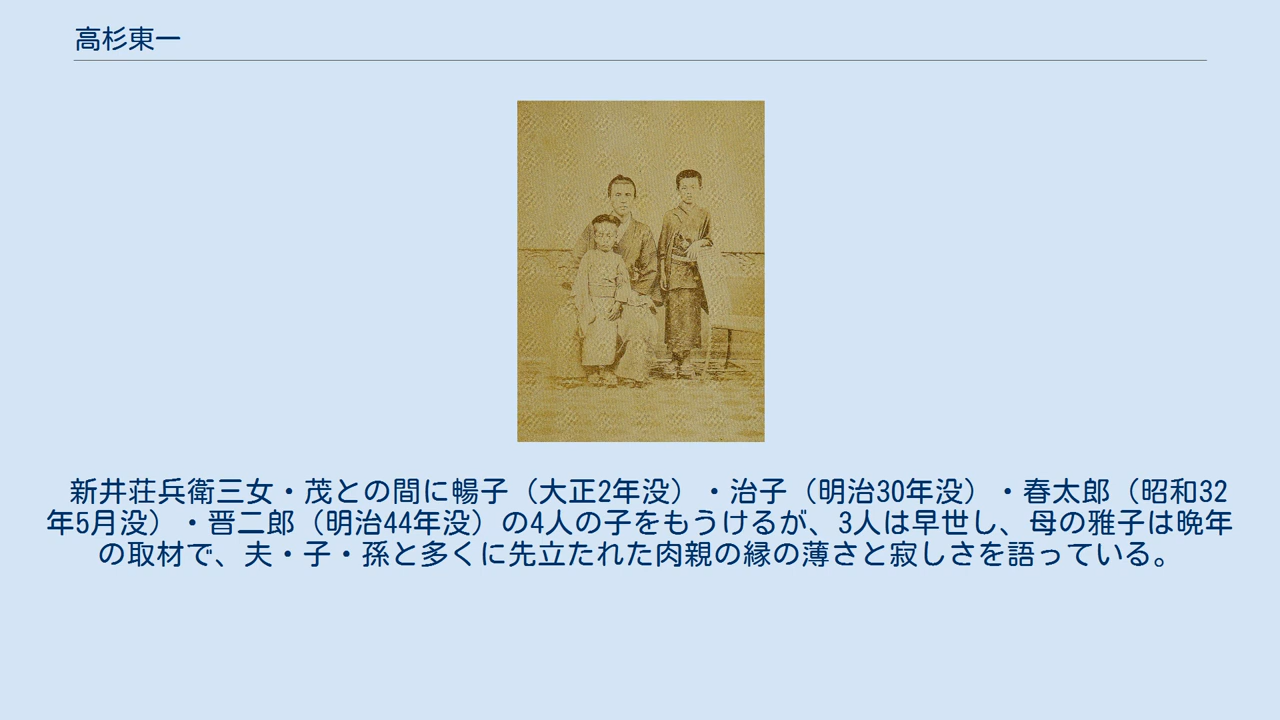 高杉東一
新井荘兵衛三女・茂との間に暢子（大正2年没）・治子（明治30年没）・春太郎（昭和32
年5月没）・晋二郎（明治44年没）の4人の子をもうけるが、3人は早世し、母の雅子は晩年
の取材で、夫・子・孫と多くに先立たれた肉親の縁の薄さと寂しさを語っている。